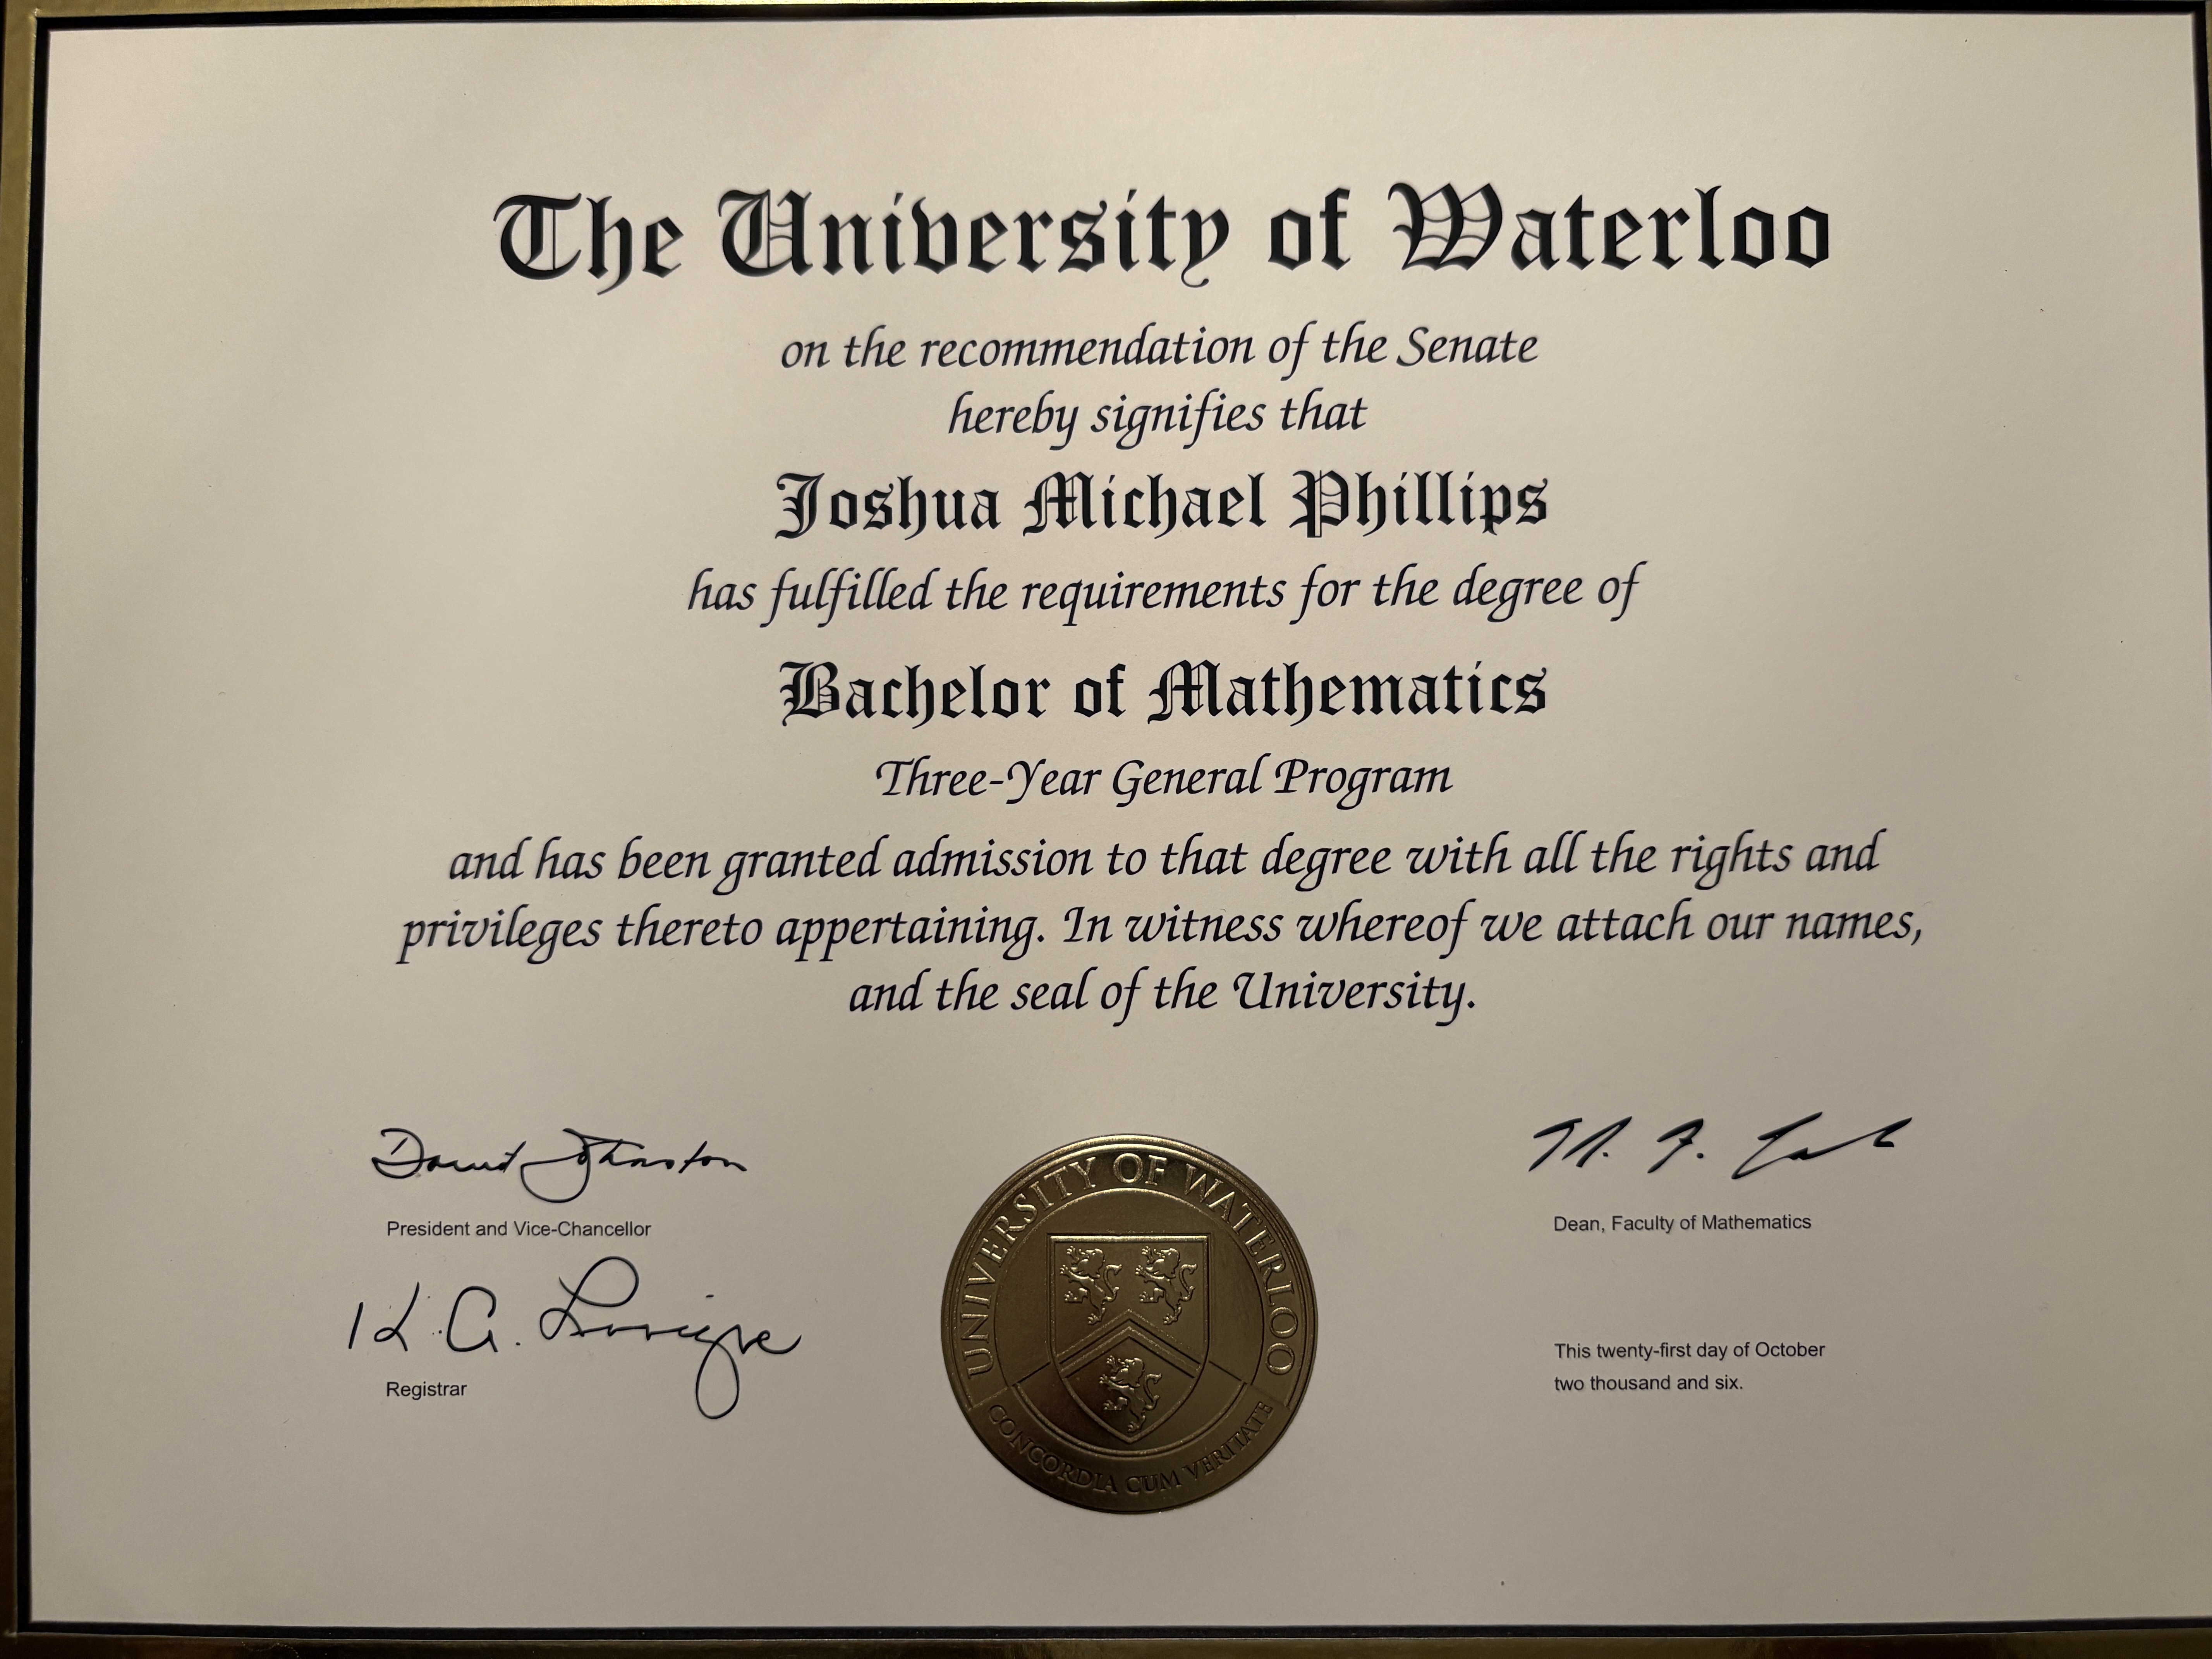 The University of Waterloo
on the recommendation of the Senate
hereby signifies that
Joshua Michael Phillips
has fulfilled the requirements for the degree of
Bachelor of Mathematics
Three-Year General Program
and has been granted admission to that degree with all the rights and
privileges thereto appertaining. In witness whereof we attach our names,
and the seal of the University.
David Johnston
President and Vice-Chancellor
K. A. Lavigne
Registrar
UNIVERSITY OF WATERLOO
CONCORDIA CUM VERITATE
Dean, Faculty of Mathematics
This twenty-first day of October
two thousand and six.